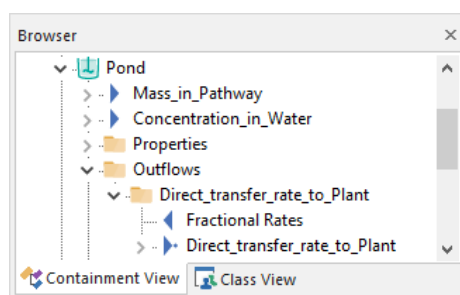 Browser
Pond
Mass_in_Pathway
Concentration_in_Water
Properties
Outflows
Direct_transfer_rate_to_Plant
Fractional Rates
Direct_transfer_rate_to_Plant
Containment View Class View